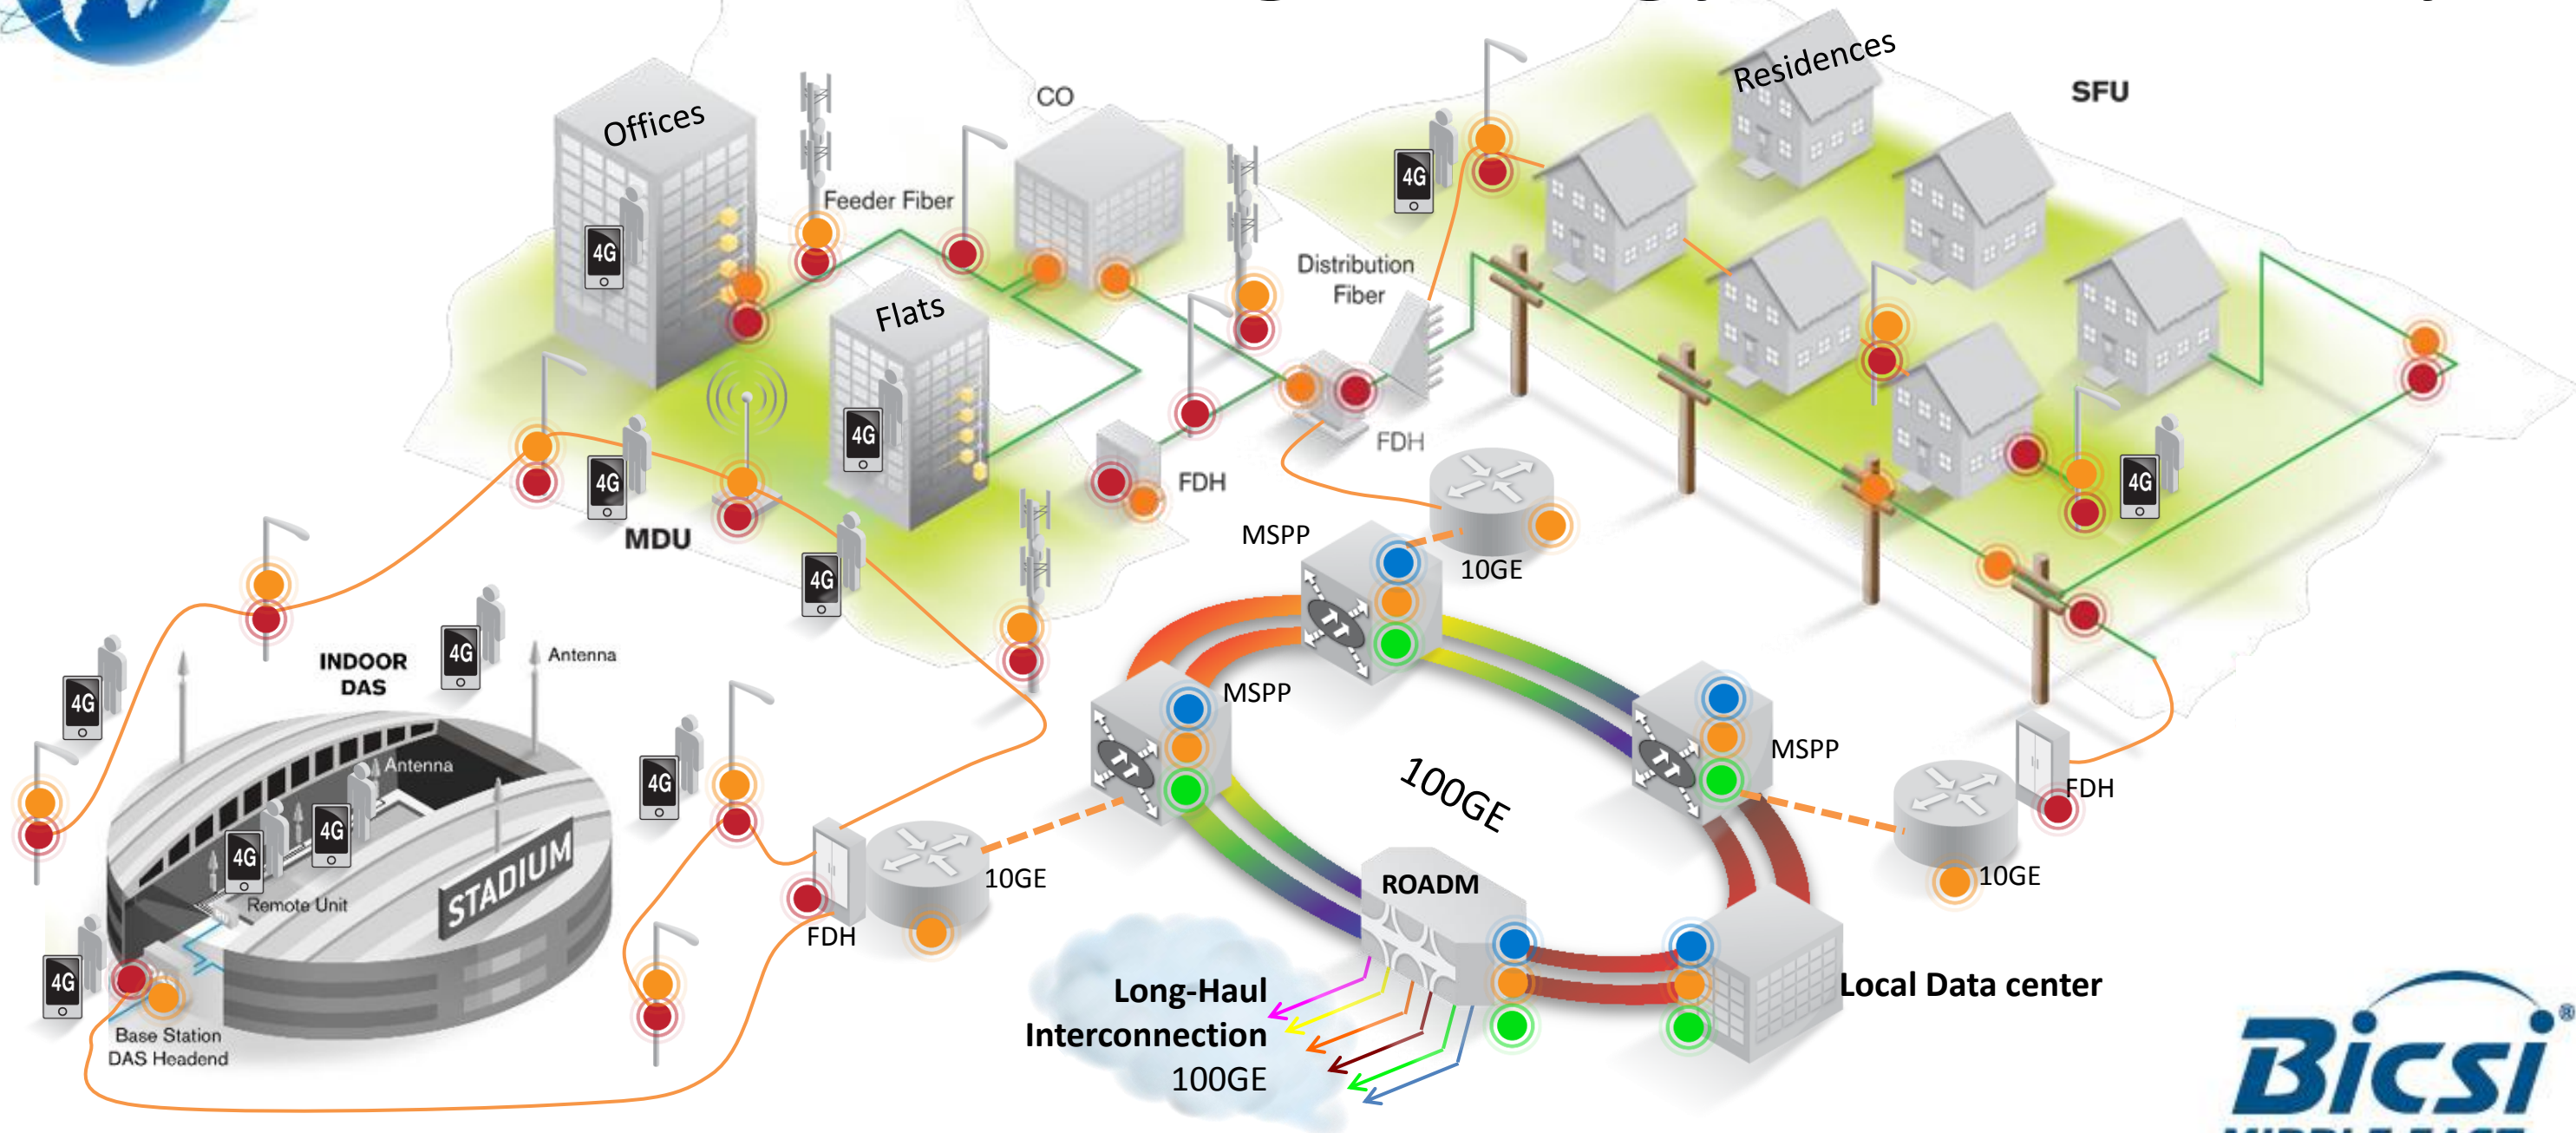 Offices
4G
Feeder Fiber
CO
Flats
4G
4G
MDU
4G
FDH
Distribution
Fiber
FDH
4G
Residences
SFU
4G
MSPP
10GE
MSPP
MSPP
100GE
10GE
FDH
10GE
FDH
INDOOR
DAS
4G
Antenna
4G
Antenna
4G
4G
4G
STADIUM
Remote Unit
4G
Base Station
DAS Headend
ROADM
Long-Haul
Interconnection
100GE
Local Data center
Bicsi®